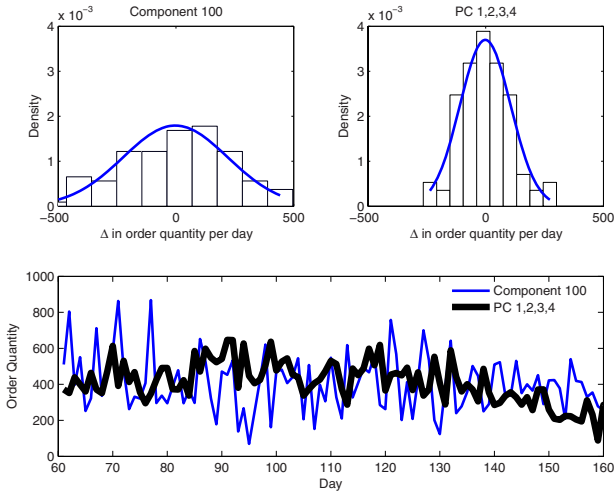 x 10⁻³ Component 100
4
3
2
1
0
Density
−500 0 500
Δ in order quantity per day
x 10⁻³ PC 1,2,3,4
4
3
2
1
0
Density
−500 0 500
Δ in order quantity per day
1000
800
600
400
200
0
Order Quantity
Component 100
PC 1,2,3,4
60 70 80 90 100 110 120 130 140 150 160
Day